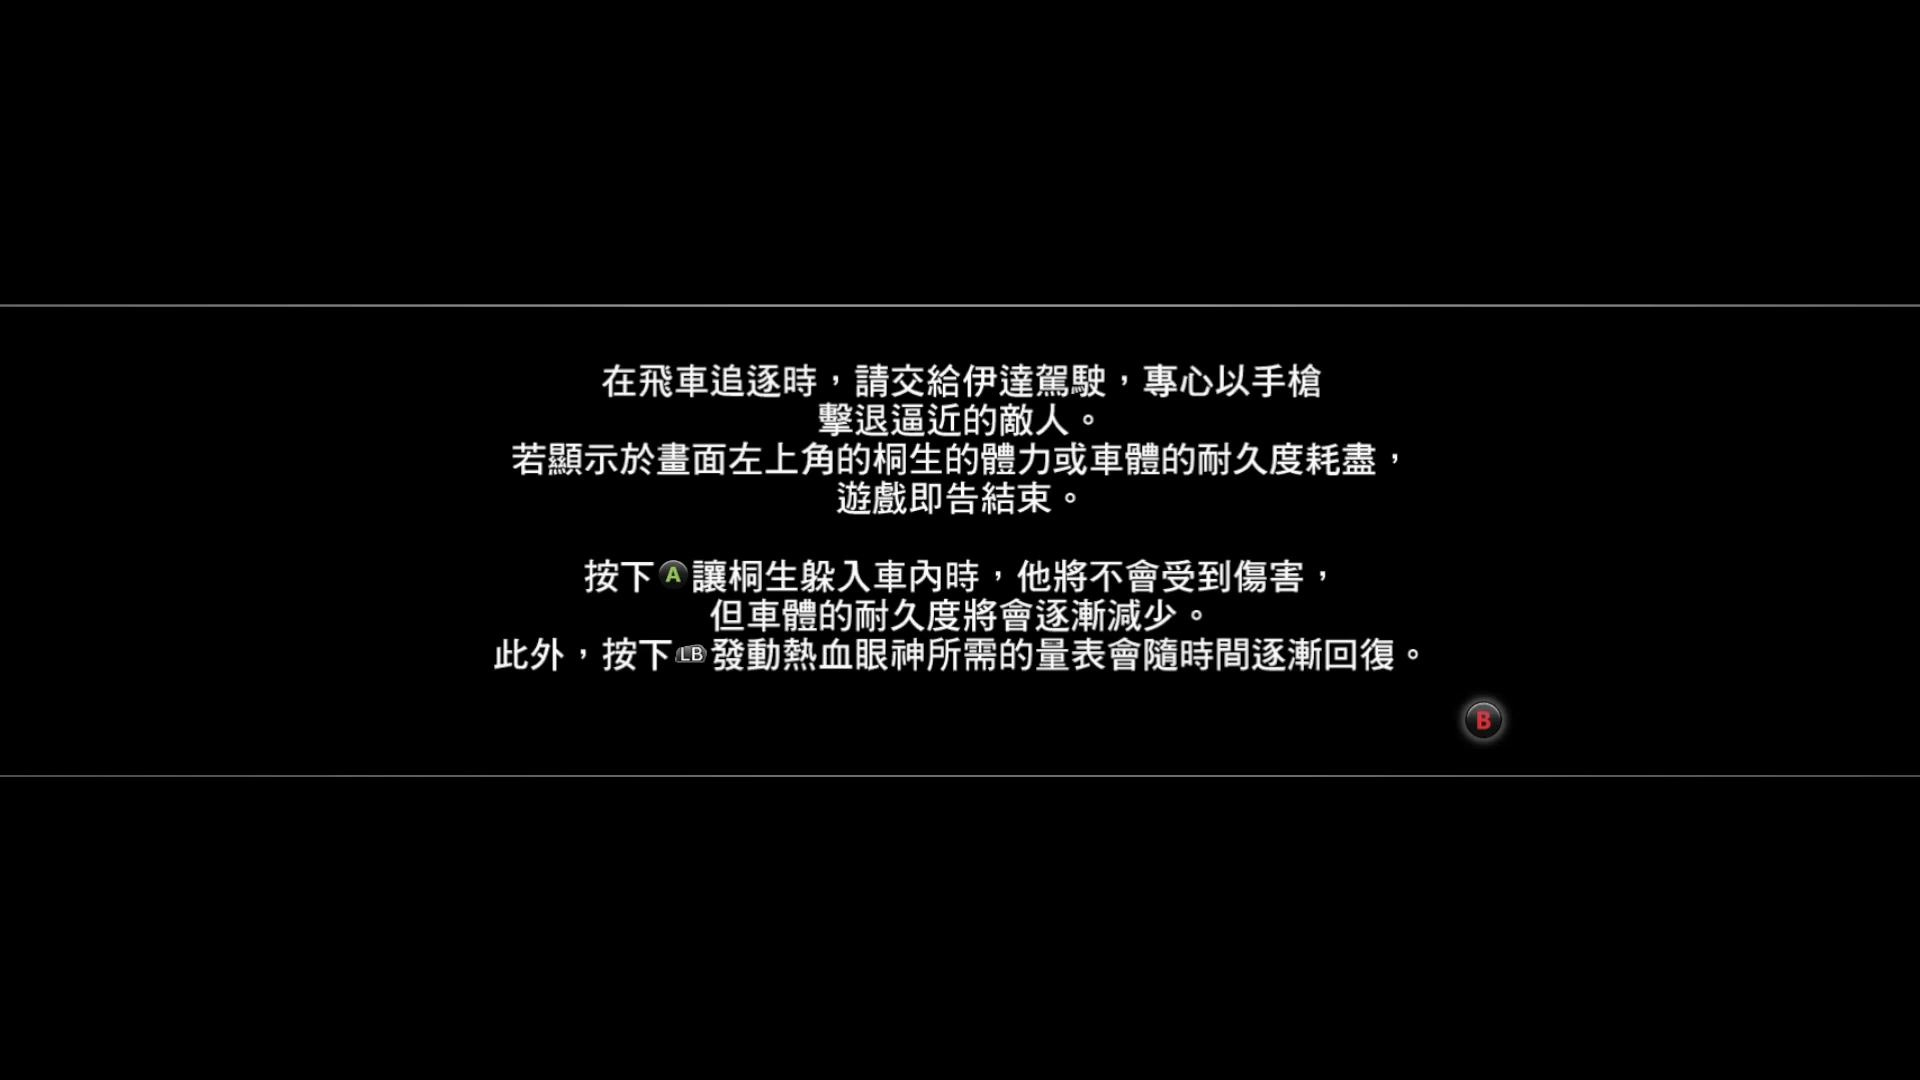 在飛車追逐時，請交給伊達駕駛，專心以手槍
擊退逼近的敵人。
若顯示於畫面左上角的桐生的體力或車體的耐久度耗盡，
遊戲即告結束。
按下A讓桐生躲入車內時，他將不會受到傷害，
但車體的耐久度將會逐漸減少。
此外，按下LB發動熱血眼神所需的量表會隨時間逐漸回復。
B